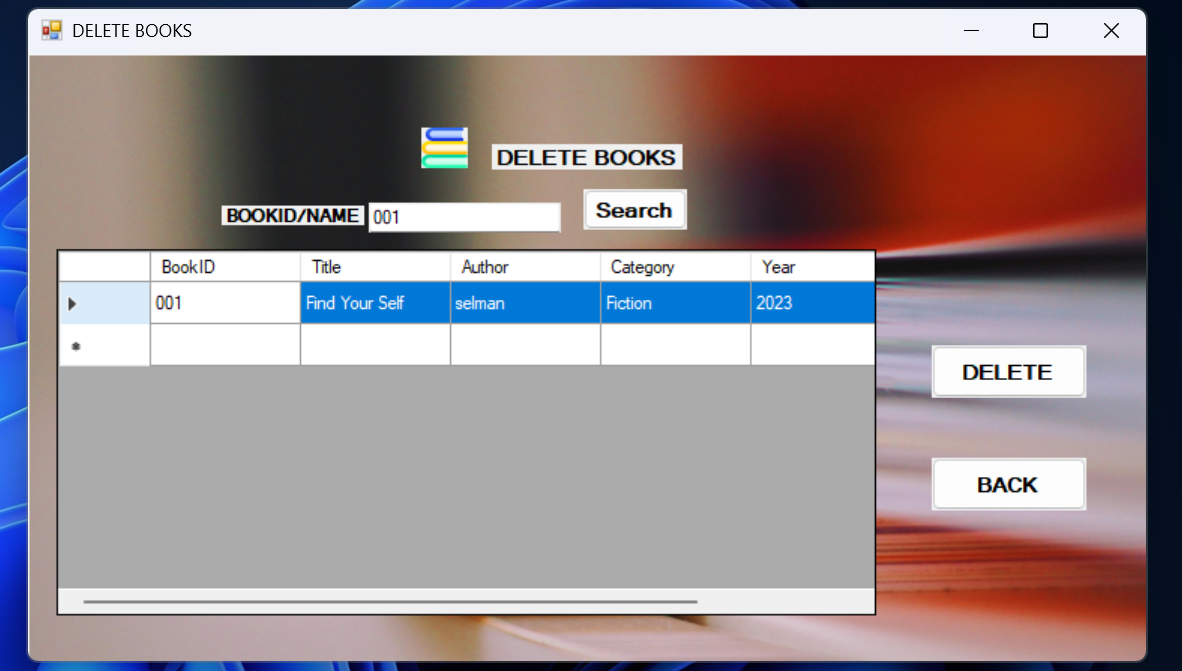 DELETE BOOKS
DELETE BOOKS
BOOKID/NAME 001 Search
BookID Title Author Category Year
001 Find Your Self selman Fiction 2023
DELETE
BACK